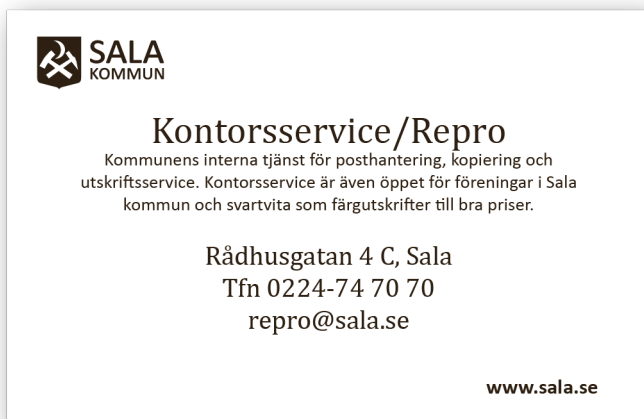 SALA
KOMMUN
Kontorsservice/Repro
Kommunens interna tjänst för posthantering, kopiering och
utskriftsservice. Kontorsservice är även öppet för föreningar i Sala
kommun och svartvita som färgutskrifter till bra priser.
Rådhusgatan 4 C, Sala
Tfn 0224-74 70 70
repro@sala.se
www.sala.se